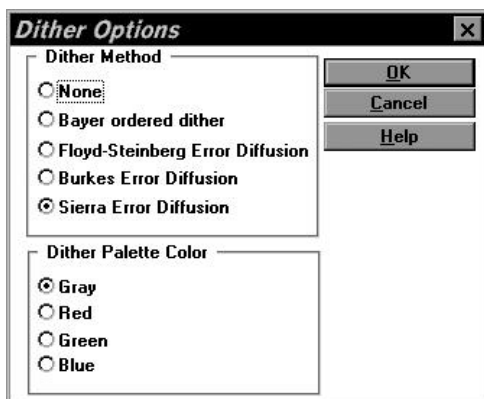 Dither Options
Dither Method
None
Bayer ordered dither
Floyd-Steinberg Error Diffusion
Burkes Error Diffusion
Sierra Error Diffusion
OK
Cancel
Help
Dither Palette Color
Gray
Red
Green
Blue